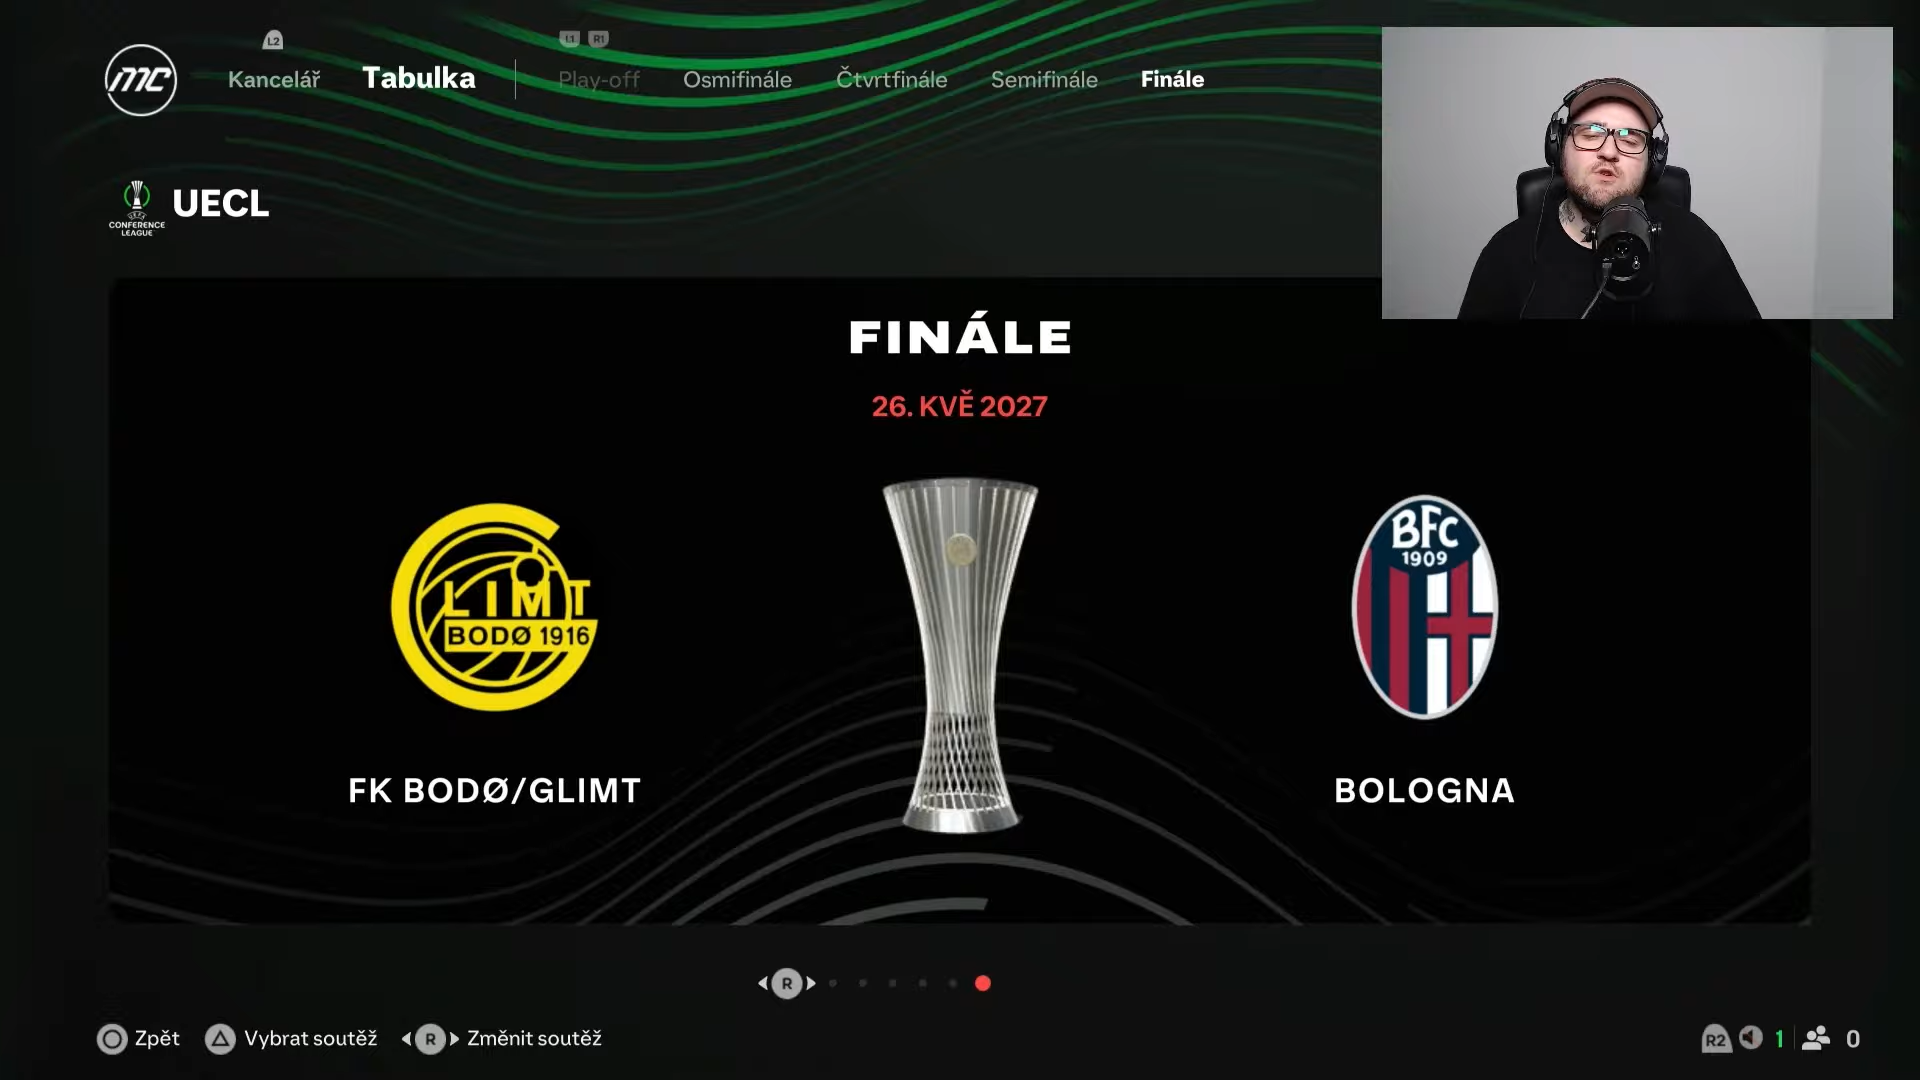 L2
L1 R1
MC Kancelář Tabulka Play-off Osmifinále Čtvrtfinále Semifinále Finále
UEFA
CONFERENCE
LEAGUE
UECL
FINÁLE
26. KVĚ 2027
LIMT
BODØ 1916
BFC
1909
FK BODØ/GLIMT
BOLOGNA
R
Zpět Vybrat soutěž R Změnit soutěž
R2 1 0